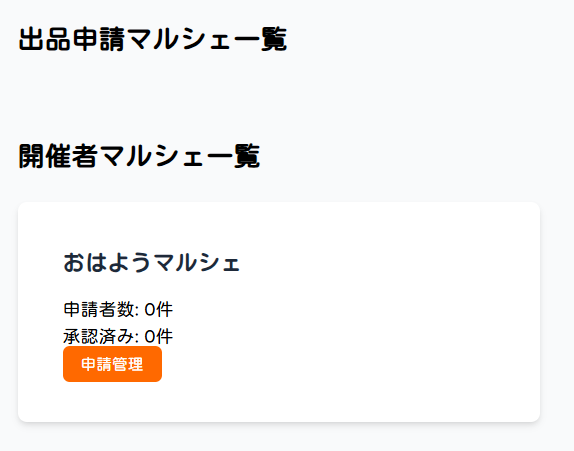 出品申請マルシェ一覧
開催者マルシェ一覧
おはようマルシェ
申請者数: 0件
承認済み: 0件
申請管理